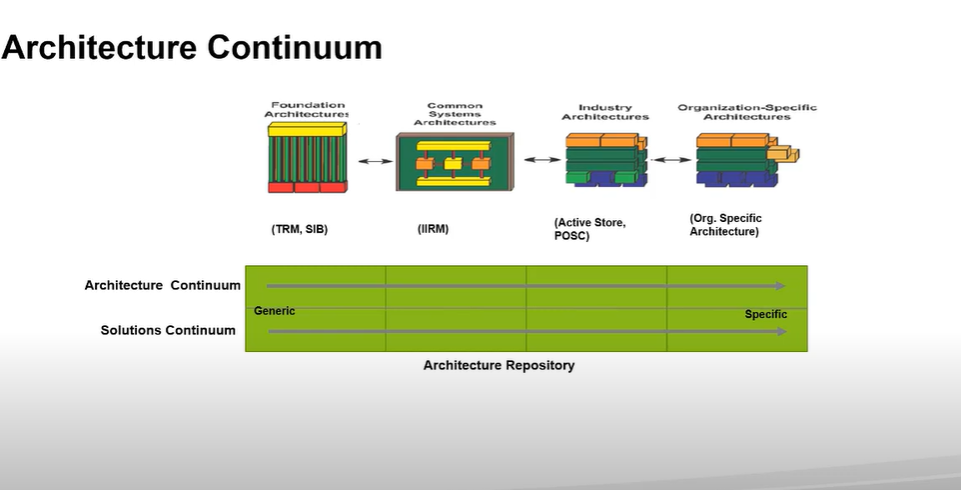 Architecture Continuum
Foundation
Architectures
Common
Systems
Architectures
Industry
Architectures
Organization-Specific
Architectures
(TRM, SIB)
(IIRM)
(Active Store,
POSC)
(Org. Specific
Architecture)
Architecture Continuum
Generic
Specific
Solutions Continuum
Architecture Repository